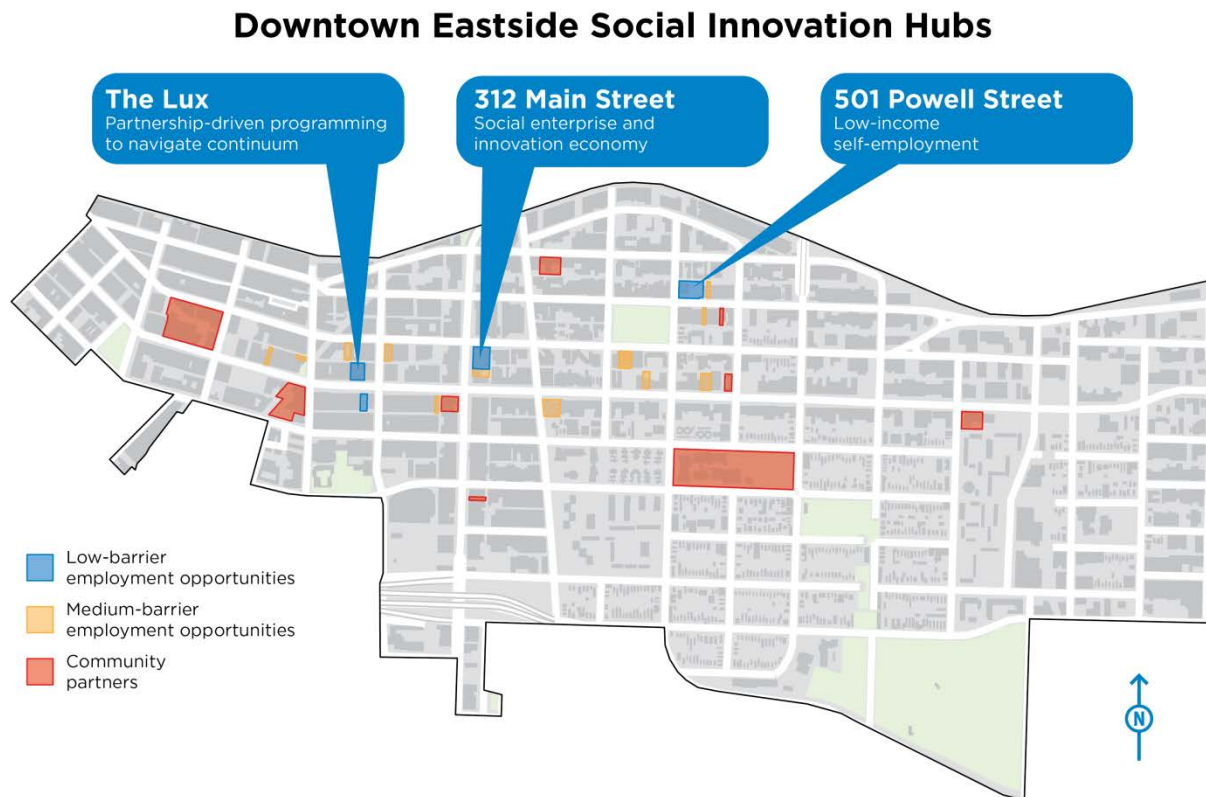 Downtown Eastside Social Innovation Hubs
The Lux
Partnership-driven programming
to navigate continuum
312 Main Street
Social enterprise and
innovation economy
501 Powell Street
Low-income
self-employment
Low-barrier
employment opportunities
Medium-barrier
employment opportunities
Community
partners
N